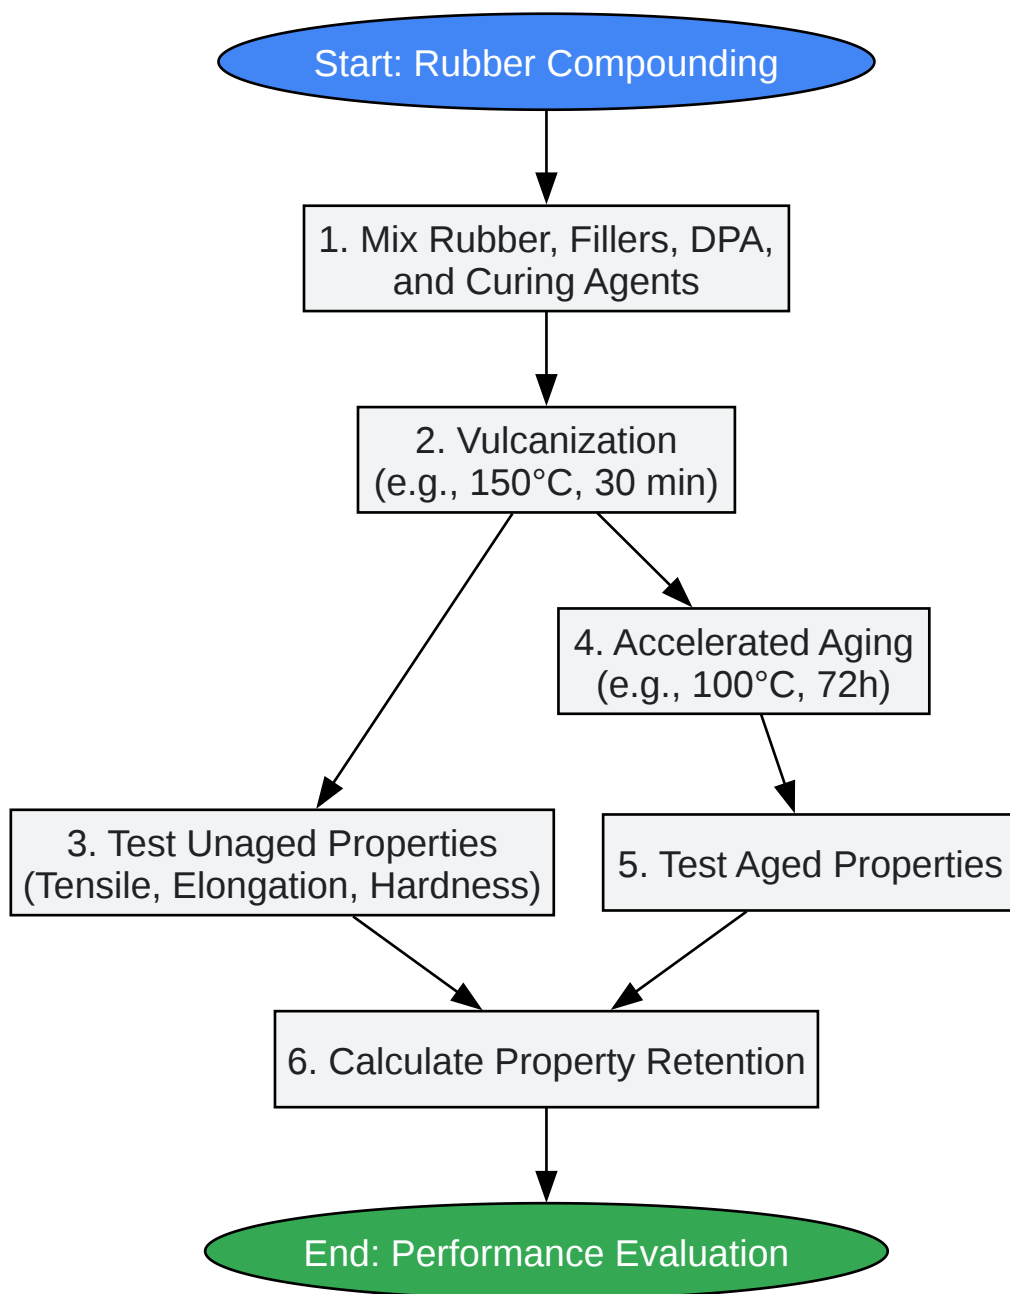 Start: Rubber Compounding
1. Mix Rubber, Fillers, DPA,
and Curing Agents
2. Vulcanization
(e.g., 150°C, 30 min)
4. Accelerated Aging
(e.g., 100°C, 72h)
3. Test Unaged Properties
(Tensile, Elongation, Hardness)
5. Test Aged Properties
6. Calculate Property Retention
End: Performance Evaluation